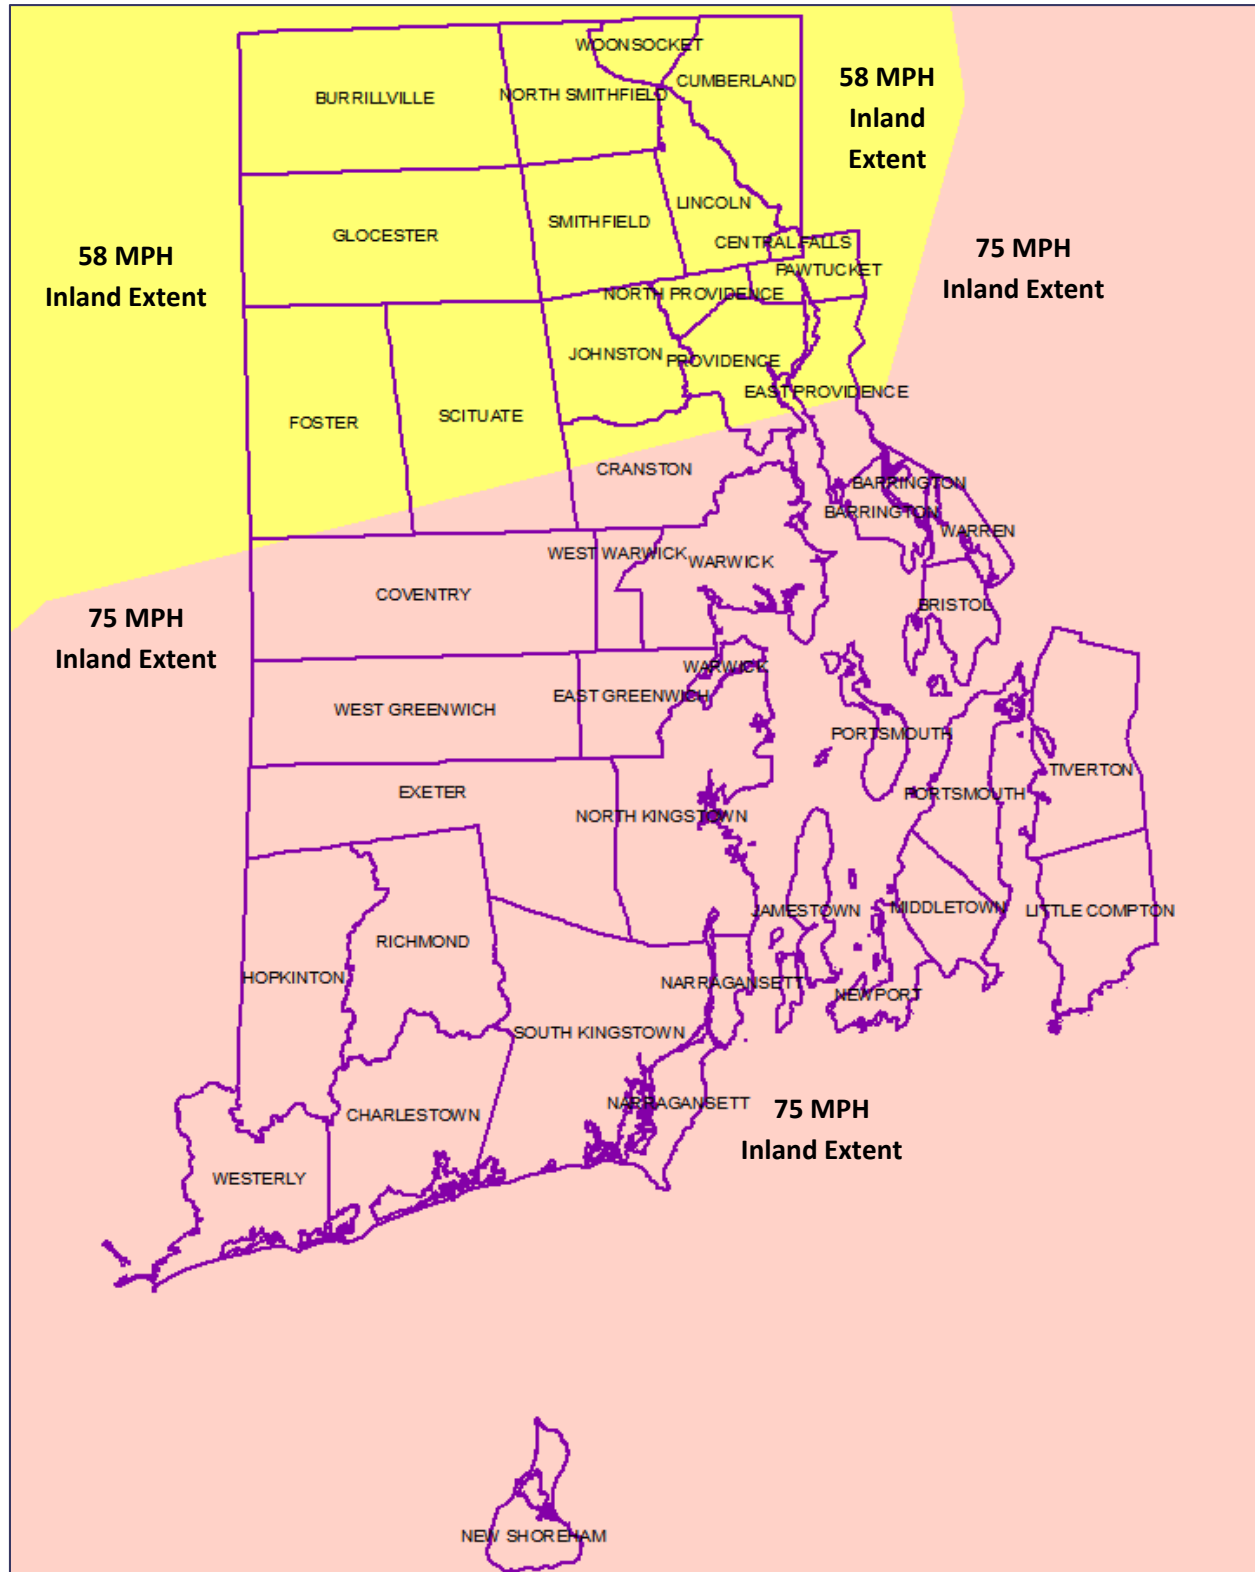 WOONSOCKET
CUMBERLAND
58 MPH
Inland
Extent
BURRILLVILLE
NORTH SMITHFIELD
LINCOLN
SMITHFIELD
GLOCESTER
CENTRAL FALLS
58 MPH
Inland Extent
75 MPH
Inland Extent
PAWTUCKET
NORTH PROVIDENCE
JOHNSTON
PROVIDENCE
EAST PROVIDENCE
SCITUATE
FOSTER
CRANSTON
BARRINGTON
BARRINGTON
WARREN
WEST WARWICK
WARWICK
COVENTRY
BRISTOL
75 MPH
Inland Extent
WARWICK
EAST GREENWICH
WEST GREENWICH
PORTSMOUTH
TIVERTON
EXETER
PORTSMOUTH
NORTH KINGSTOWN
JAMESTOWN
MIDDLETOWN
LITTLE COMPTON
RICHMOND
HOPKINTON
NARRAGANSETT
NEWPORT
SOUTH KINGSTOWN
NARRAGANSETT
CHARLESTOWN
75 MPH
Inland Extent
WESTERLY
NEW SHOREHAM